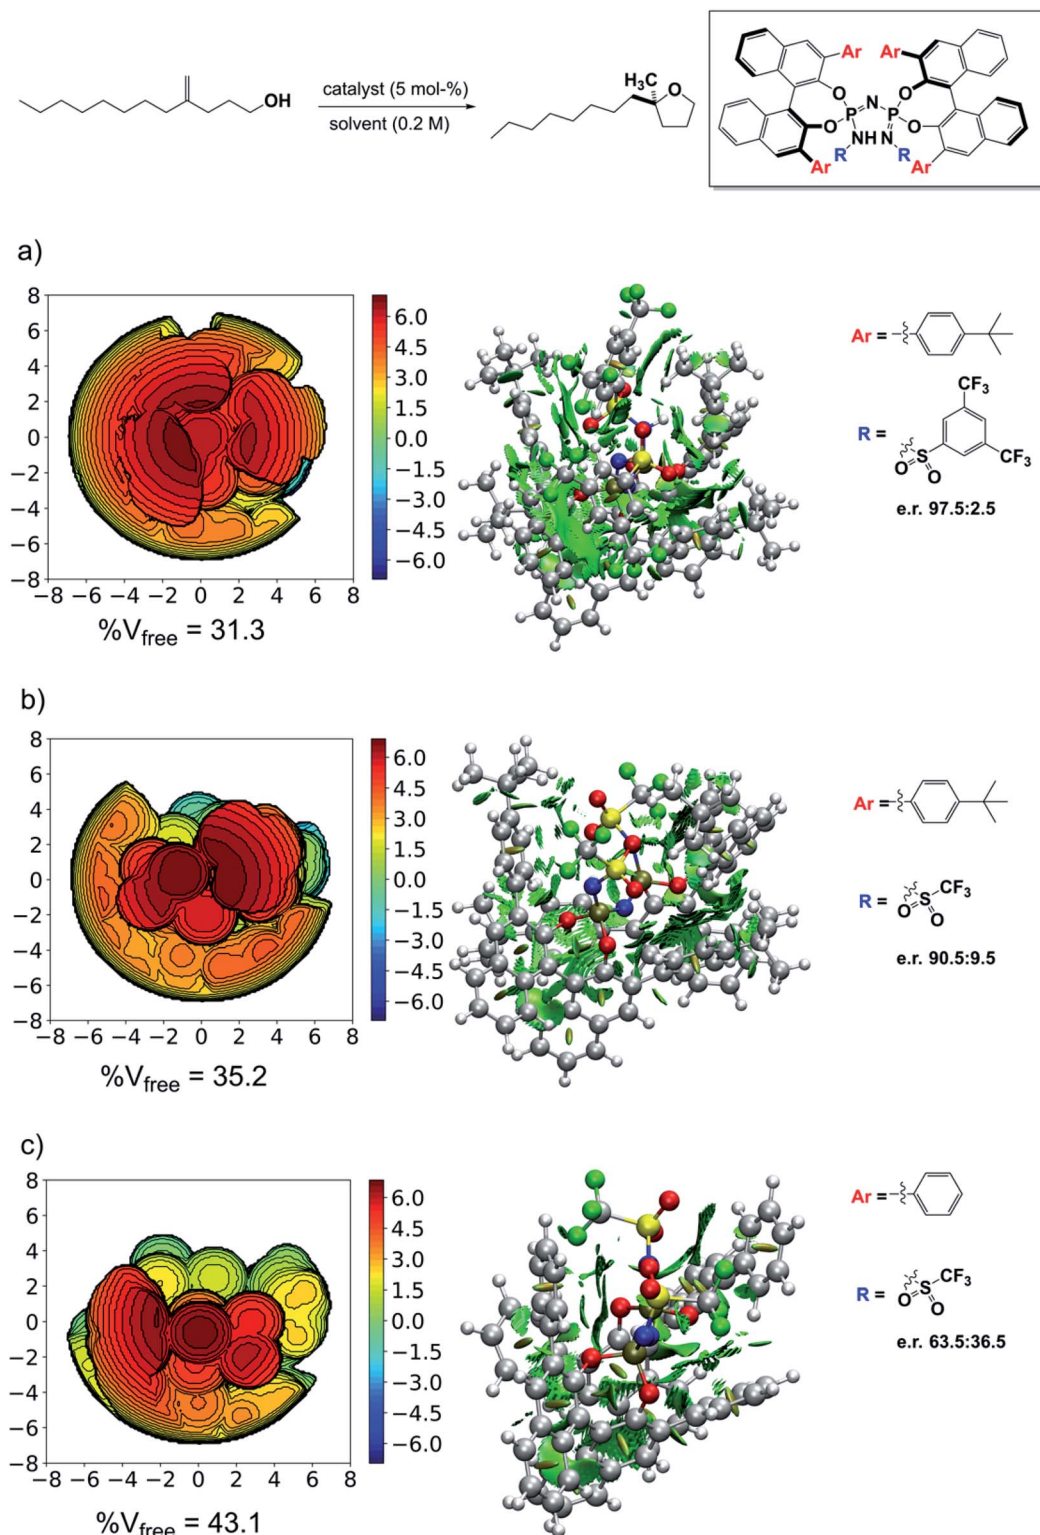 OH
catalyst (5 mol-%)
solvent (0.2 M)
H3C
O
Ar Ar
O O
P N P
O O
NH N
R R
Ar Ar
a)
8
6
4
2
0
−2
−4
−6
−8
−8 −6 −4 −2 0 2 4 6 8
6.0
4.5
3.0
1.5
0.0
−1.5
−3.0
−4.5
−6.0
%Vfree = 31.3
Ar =
CF3
R =
S
O O
CF3
e.r. 97.5:2.5
b)
8
6
4
2
0
−2
−4
−6
−8
−8 −6 −4 −2 0 2 4 6 8
6.0
4.5
3.0
1.5
0.0
−1.5
−3.0
−4.5
−6.0
%Vfree = 35.2
Ar =
R =
S CF3
O O
e.r. 90.5:9.5
c)
8
6
4
2
0
−2
−4
−6
−8
−8 −6 −4 −2 0 2 4 6 8
6.0
4.5
3.0
1.5
0.0
−1.5
−3.0
−4.5
−6.0
%Vfree = 43.1
Ar =
R =
S CF3
O O
e.r. 63.5:36.5